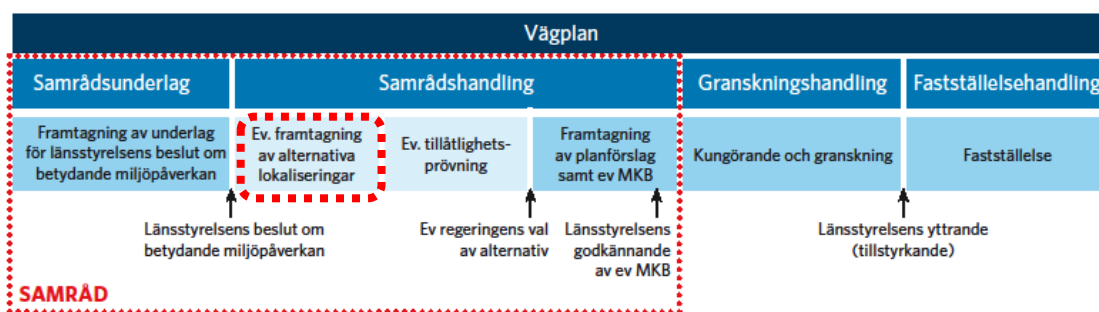 Vägplan
Samrådsunderlag
Samrådshandling
Granskningshandling
Fastställelsehandling
Framtagning av underlag
för länsstyrelsens beslut om
betydande miljöpåverkan
Ev. framtagning
av alternativa
lokaliseringar
Ev. tillåtlighets-
prövning
Framtagning
av planförslag
samt ev MKB
Kungörande och granskning
Fastställelse
Länsstyrelsens beslut om
betydande miljöpåverkan
Ev regeringens val
av alternativ
Länsstyrelsens
godkännande
av ev MKB
Länsstyrelsens yttrande
(tillstyrkande)
SAMRÅD